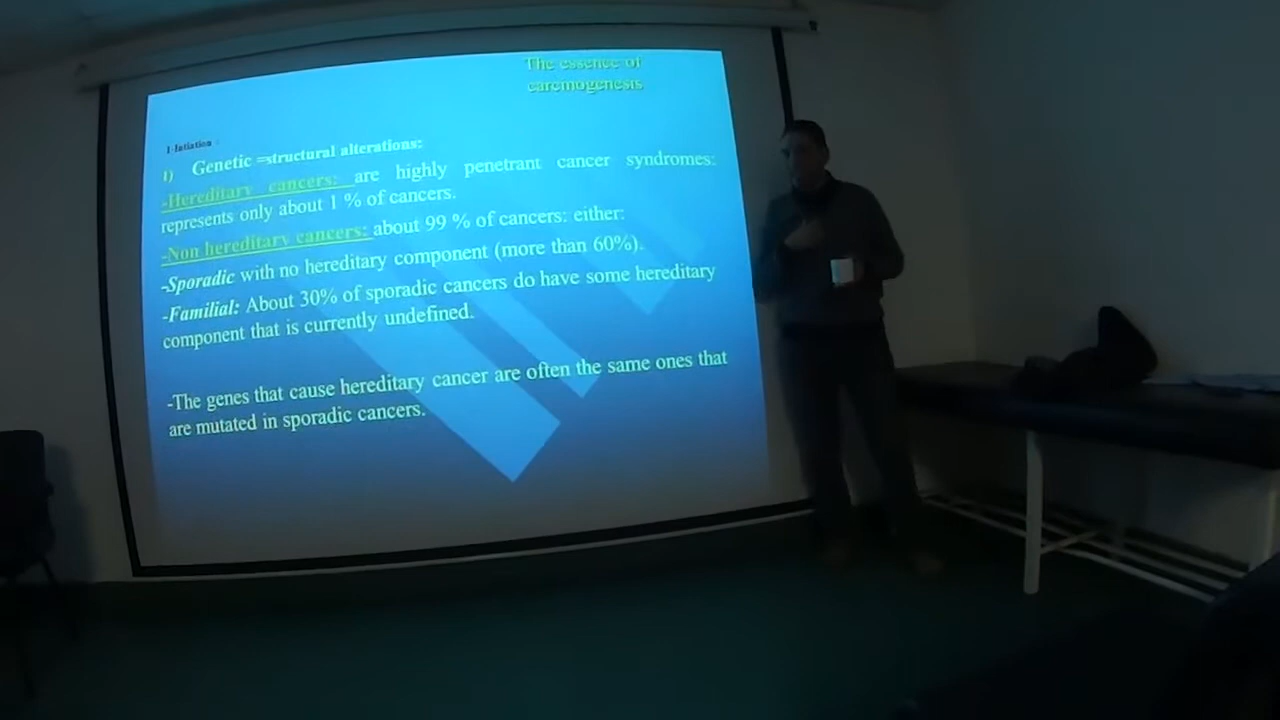 The essence of
carcinogenesis
1-Intiation :
1) Genetic =structural alterations:
-Hereditary cancers: are highly penetrant cancer syndromes:
represents only about 1 % of cancers.
-Non hereditary cancers: about 99 % of cancers: either:
-Sporadic with no hereditary component (more than 60%).
-Familial: About 30% of sporadic cancers do have some hereditary
component that is currently undefined.
-The genes that cause hereditary cancer are often the same ones that
are mutated in sporadic cancers.